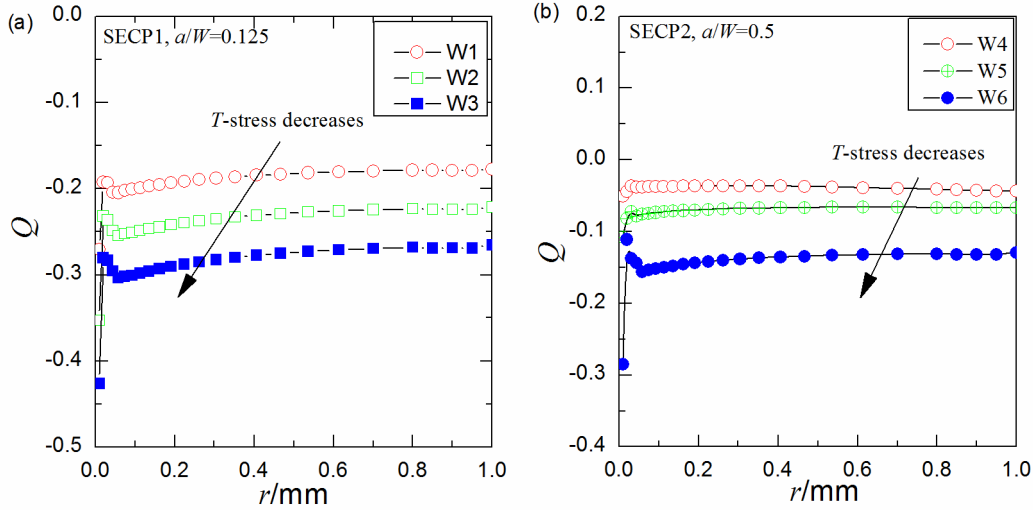 (a)
SECP1, a/W=0.125
W1
W2
W3
T-stress decreases
0.0
-0.1
-0.2
-0.3
-0.4
-0.5
Q
0.0 0.2 0.4 0.6 0.8 1.0
r/mm
(b)
SECP2, a/W=0.5
W4
W5
W6
T-stress decreases
0.2
0.1
0.0
-0.1
-0.2
-0.3
-0.4
Q
0.0 0.2 0.4 0.6 0.8 1.0
r/mm